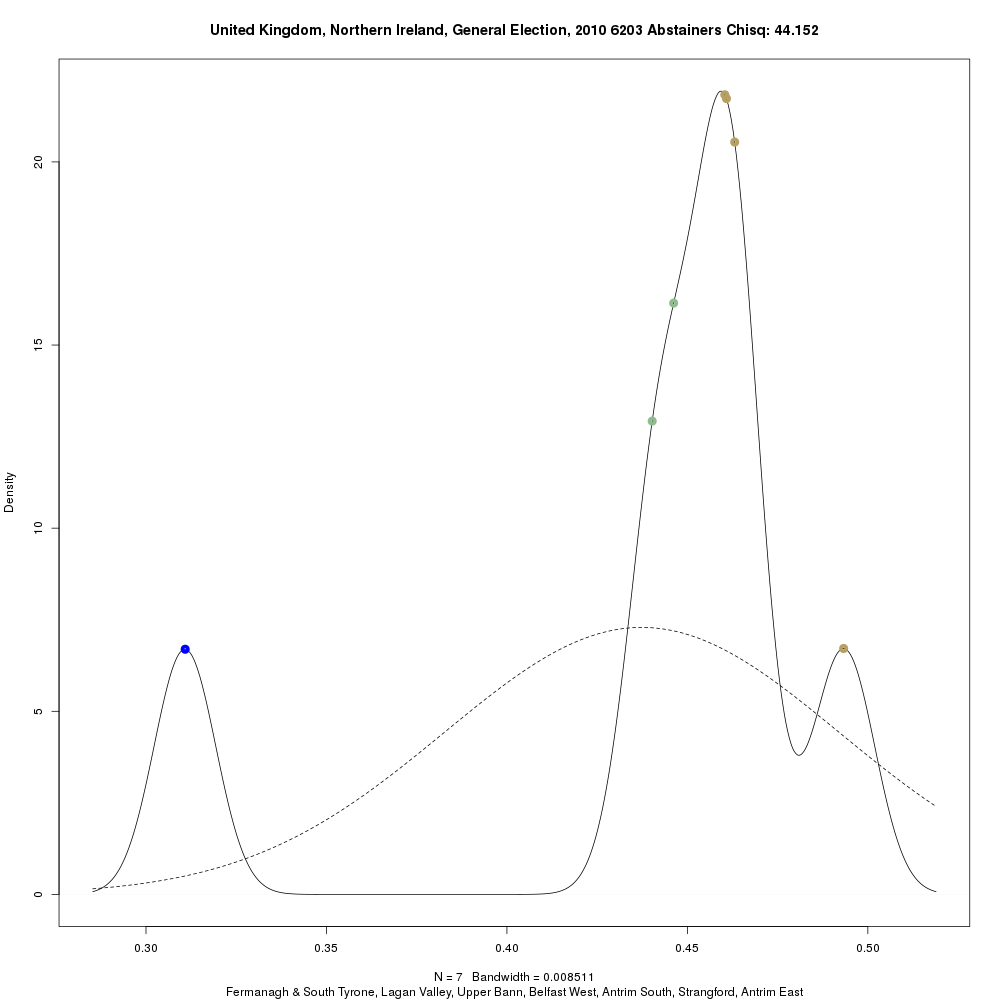 United Kingdom, Northern Ireland, General Election, 2010 6203 Abstainers Chisq: 44.152
Density
20
15
10
5
0
0.30 0.35 0.40 0.45 0.50
N = 7 Bandwidth = 0.008511
Fermanagh & South Tyrone, Lagan Valley, Upper Bann, Belfast West, Antrim South, Strangford, Antrim East